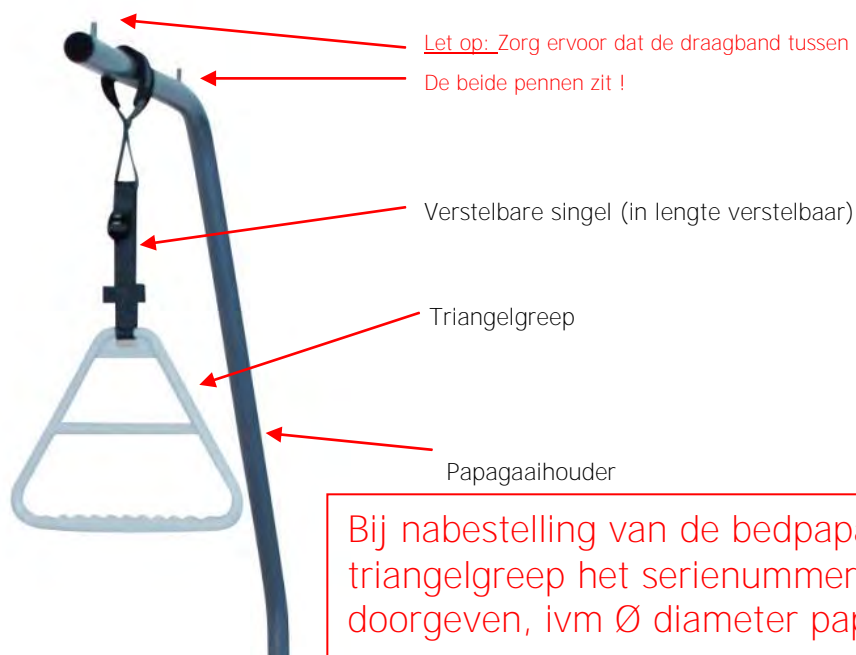 Let op: Zorg ervoor dat de draagband tussen
De beide pennen zit !
Verstelbare singel (in lengte verstelbaar)
Triangelgreep
Papagaaihouder
Bij nabestelling van de bedpapa
triangelgreep het serienummer
doorgeven, ivm Ø diameter pap